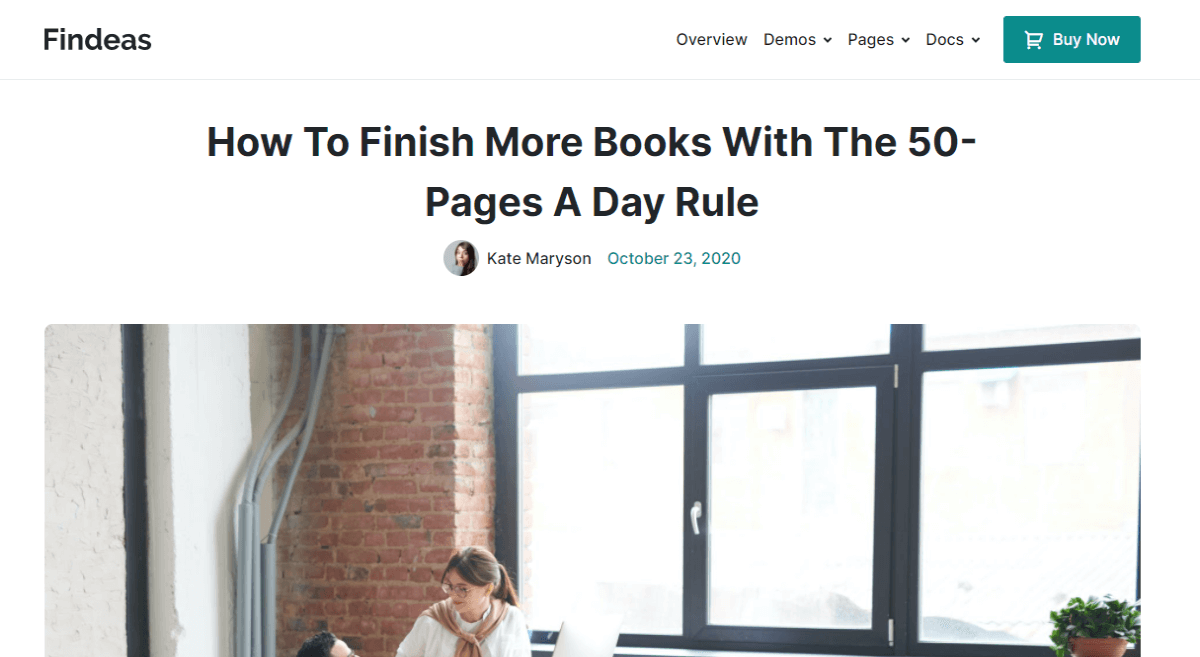 Findeas
Overview Demos Pages Docs Buy Now
How To Finish More Books With The 50-
Pages A Day Rule
Kate Maryson October 23, 2020